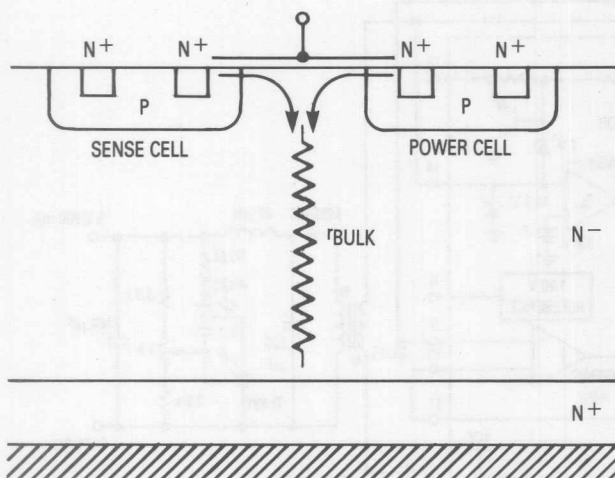 N+ N+ N+ N+
P P
SENSE CELL POWER CELL
rBULK
N−
N+